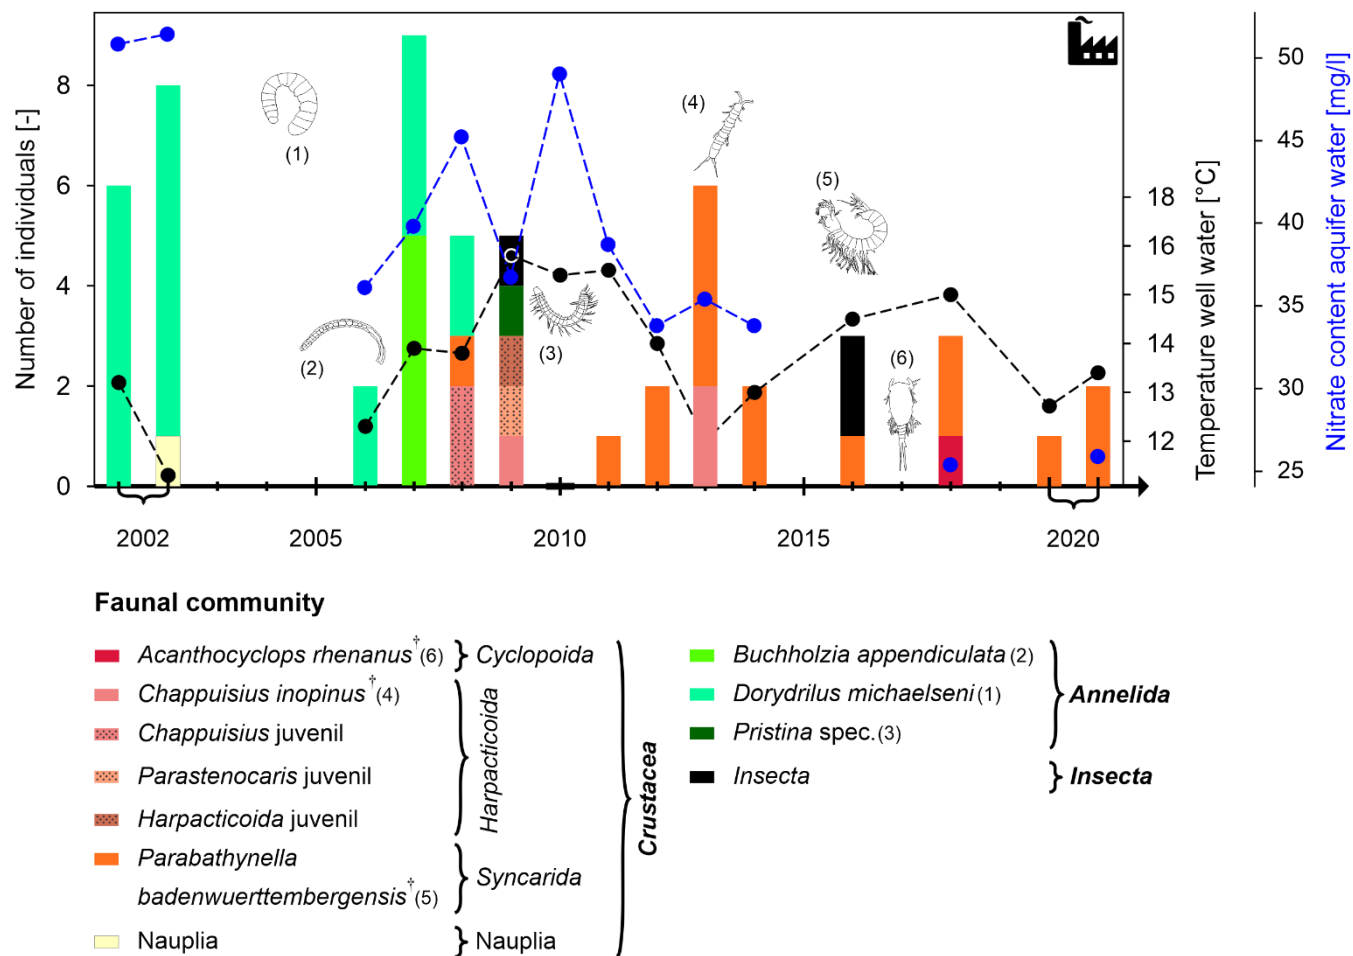 Number of individuals [-]
8
6
4
2
0
(1)
(2)
(3)
(4)
(5)
(6)
18
16
15
14
13
12
Temperature well water [°C]
50
45
40
35
30
25
Nitrate content aquifer water [mg/l]
2002
2005
2010
2015
2020
Faunal community
Acanthocyclops rhenanus†(6)
Cyclopoida
Chappuisius inopinus†(4)
Chappuisius juvenil
Parastenocaris juvenil
Harpacticoida juvenil
Harpacticoida
Parabathynella
badenwuerttembergensis†(5)
Syncarida
Nauplia
Nauplia
Crustacea
Buchholzia appendiculata (2)
Dorydrilus michaelseni (1)
Pristina spec. (3)
Annelida
Insecta
Insecta